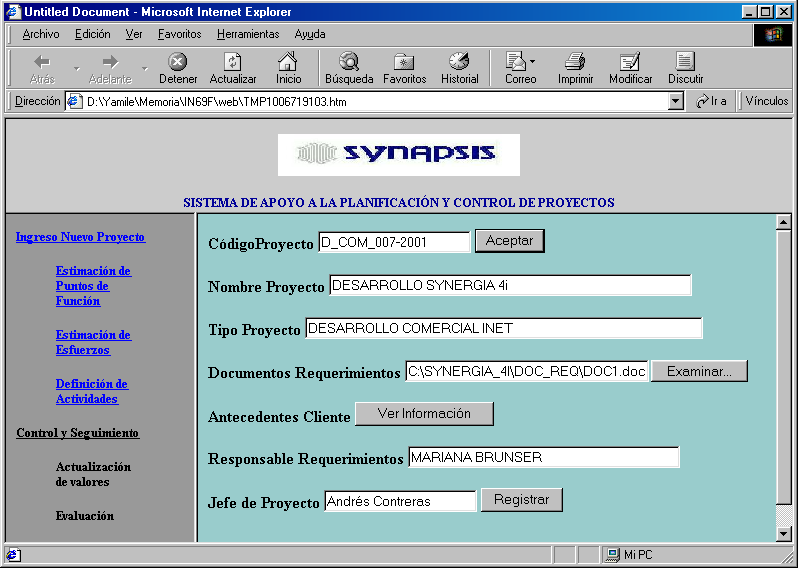 Untitled Document - Microsoft Internet Explorer
Archivo Edición Ver Favoritos Herramientas Ayuda
Atrás Adelante Detener Actualizar Inicio Búsqueda Favoritos Historial Correo Imprimir Modificar Discutir
Dirección D:\Yamile\Memoria\IN69F\web\TMP1006719103.htm Ir a Vínculos
SYNAPSIS
SISTEMA DE APOYO A LA PLANIFICACIÓN Y CONTROL DE PROYECTOS
Ingreso Nuevo Proyecto
Estimación de
Puntos de
Función
Estimación de
Esfuerzos
Definición de
Actividades
Control y Seguimiento
Actualización
de valores
Evaluación
CódigoProyecto D_COM_007-2001 Aceptar
Nombre Proyecto DESARROLLO SYNERGIA 4i
Tipo Proyecto DESARROLLO COMERCIAL INET
Documentos Requerimientos C:\SYNERGIA_4I\DOC_REQ\DOC1.doc Examinar...
Antecedentes Cliente Ver Información
Responsable Requerimientos MARIANA BRUNSER
Jefe de Proyecto Andrés Contreras Registrar
Mi PC